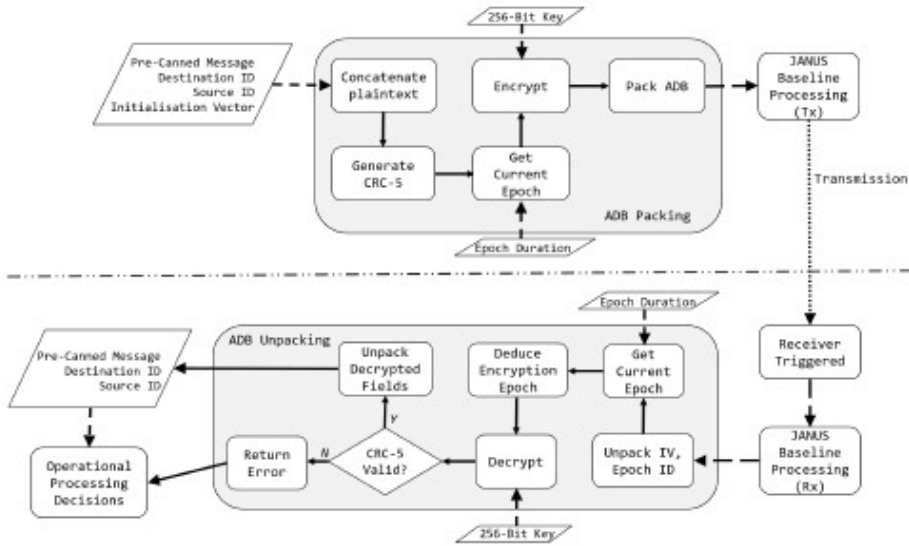 256-Bit Key
Pre-Canned Message
Destination ID
Source ID
Initialisation Vector
Concatenate
plaintext
Encrypt
Pack ADB
JANUS
Baseline
Processing
(Tx)
Generate
CRC-5
Get
Current
Epoch
ADB Packing
Transmission
Epoch Duration
Epoch Duration
ADB Unpacking
Pre-Canned Message
Destination ID
Source ID
Unpack
Decrypted
Fields
Deduce
Encryption
Epoch
Get
Current
Epoch
Receiver
Triggered
Y
N
Operational
Processing
Decisions
Return
Error
CRC-5
Valid?
Decrypt
Unpack IV,
Epoch ID
JANUS
Baseline
Processing
(Rx)
256-Bit Key